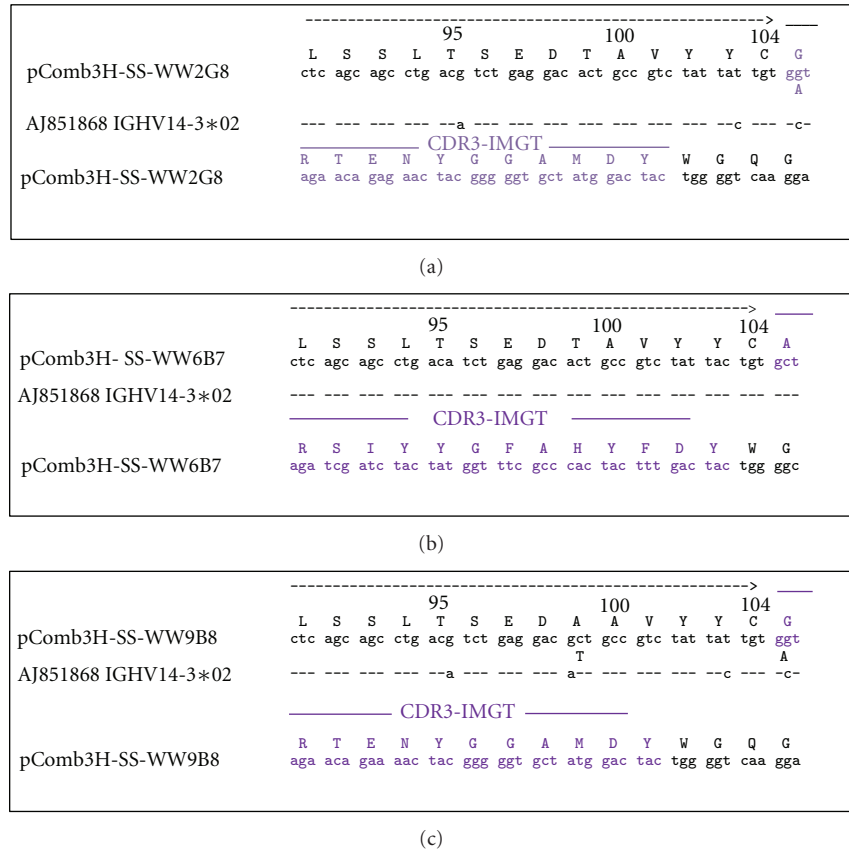 ------------------------------------------------------>
95 100 104
L S S L T S E D T A V Y Y C G
pComb3H-SS-WW2G8 ctc agc agc ctg acg tct gag gac act gcc gtc tat tat tgt ggt
A
AJ851868 IGHV14-3*02 --- --- --- --- --a --- --- --- --- --- --- --- --c --- -c-
CDR3-IMGT
R T E N Y G G A M D Y W G Q G
pComb3H-SS-WW2G8 aga aca gag aac tac ggg ggt gct atg gac tac tgg ggt caa gga
(a)
------------------------------------------------------>
95 100 104
L S S L T S E D T A V Y Y C A
pComb3H- SS-WW6B7 ctc agc agc ctg aca tct gag gac act gcc gtc tat tac tgt gct
AJ851868 IGHV14-3*02 --- --- --- --- --- --- --- --- --- --- --- --- --- --- ---
CDR3-IMGT
R S I Y Y G F A H Y F D Y W G
pComb3H-SS-WW6B7 aga tcg atc tac tat ggt ttc gcc cac tac ttt gac tac tgg ggc
(b)
------------------------------------------------------>
95 100 104
L S S L T S E D A A V Y Y C G
pComb3H-SS-WW9B8 ctc agc agc ctg acg tct gag gac gct gcc gtc tat tat tgt ggt
T A
AJ851868 IGHV14-3*02 --- --- --- --- --a --- --- --- a-- --- --- --- --c --- -c-
CDR3-IMGT
R T E N Y G G A M D Y W G Q G
pComb3H-SS-WW9B8 aga aca gaa aac tac ggg ggt gct atg gac tac tgg ggt caa gga
(c)